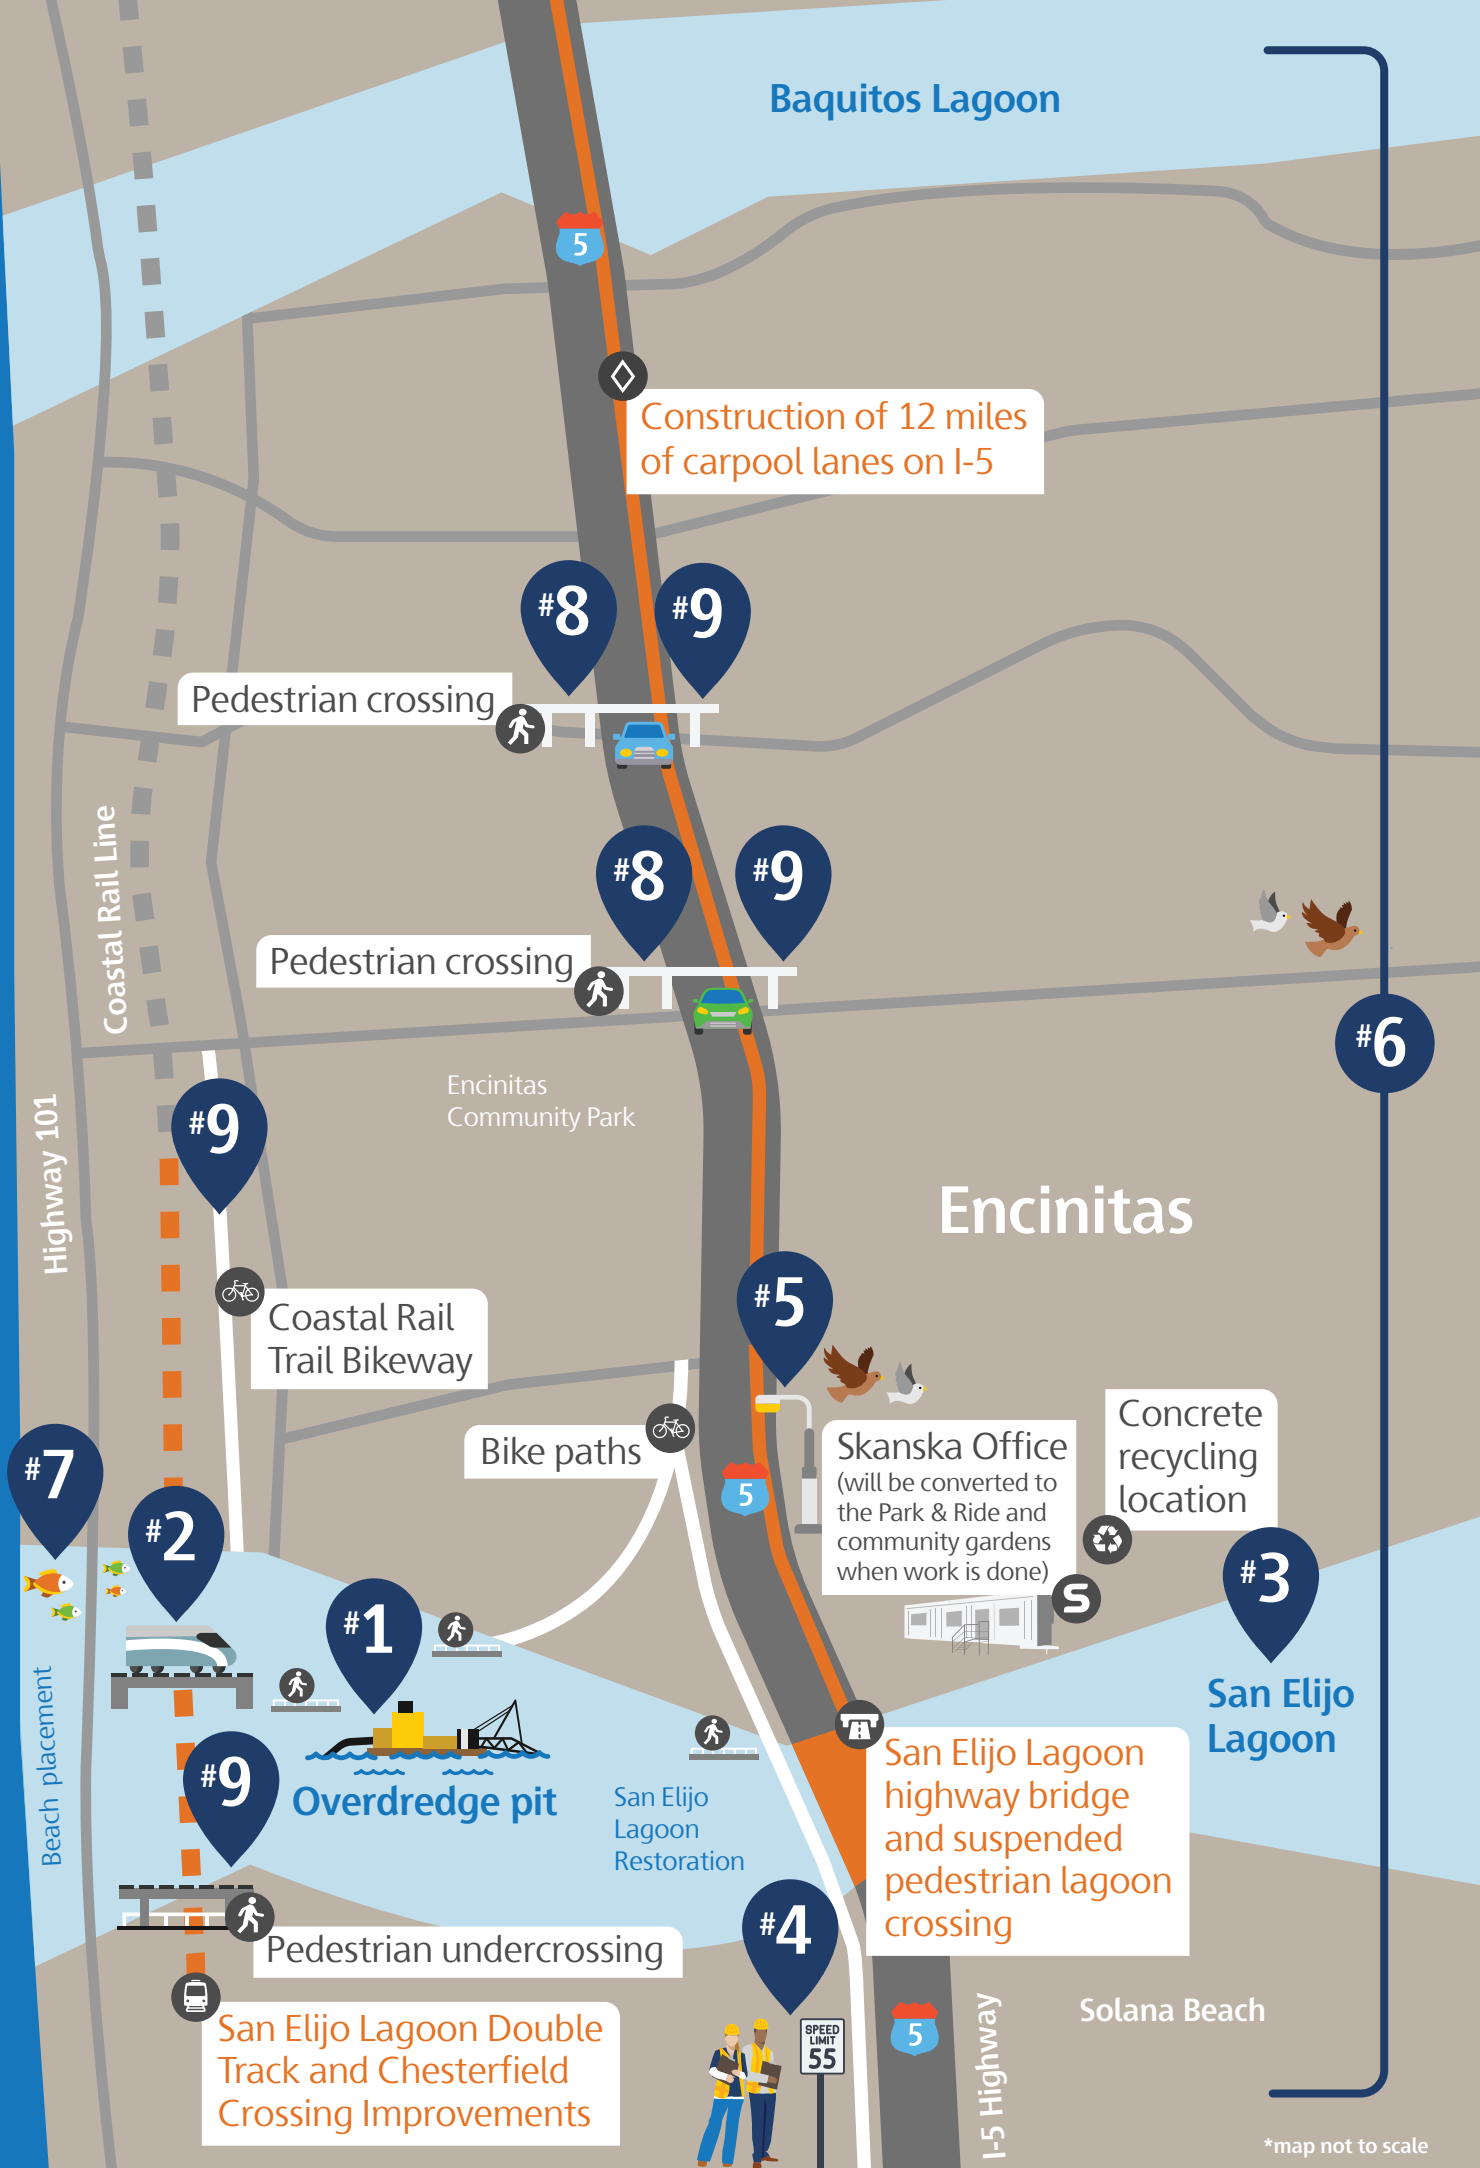 Baquitos Lagoon
5
Construction of 12 miles
of carpool lanes on I-5
#8
#9
Pedestrian crossing
#8
#9
Pedestrian crossing
Coastal Rail Line
#6
Encinitas
Community Park
Highway 101
#9
Encinitas
#5
Coastal Rail
Trail Bikeway
Bike paths
5
Skanska Office
(will be converted to
the Park & Ride and
community gardens
when work is done)
S
Concrete
recycling
location
#7
#2
#1
#3
San Elijo
Lagoon
Beach placement
#9
Overdredge pit
San Elijo
Lagoon
Restoration
San Elijo Lagoon
highway bridge
and suspended
pedestrian lagoon
crossing
#4
Pedestrian undercrossing
San Elijo Lagoon Double
Track and Chesterfield
Crossing Improvements
SPEED
LIMIT
55
5
I-5 Highway
Solana Beach
*map not to scale